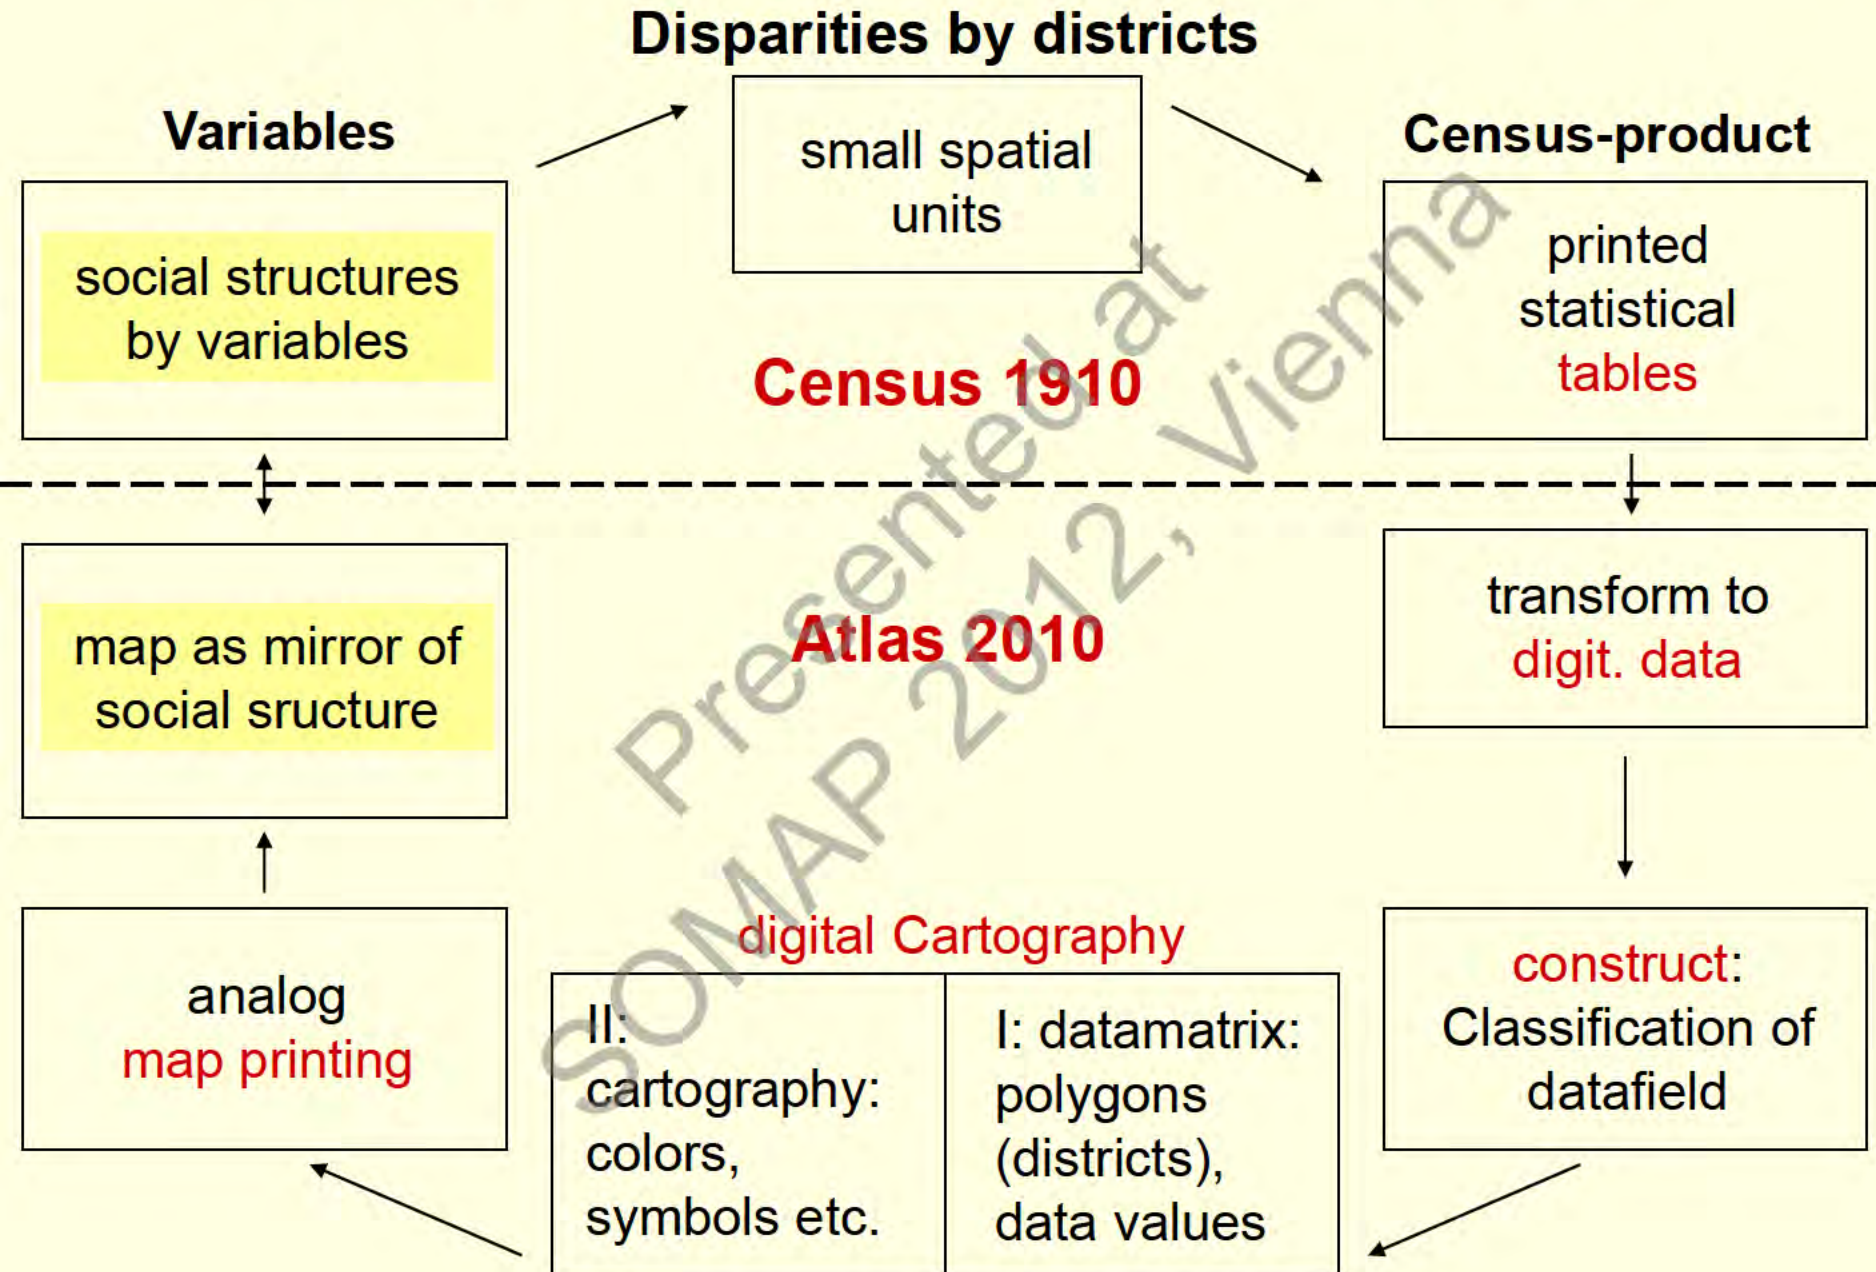 Disparities by districts
Variables
small spatial
units
Census-product
social structures
by variables
printed
statistical
tables
Census 1910
map as mirror of
social sructure
Atlas 2010
transform to
digit. data
analog
map printing
digital Cartography
II:
cartography:
colors,
symbols etc.
I: datamatrix:
polygons
(districts),
data values
construct:
Classification of
datafield
Presented at
SOMAP 2012, Vienna